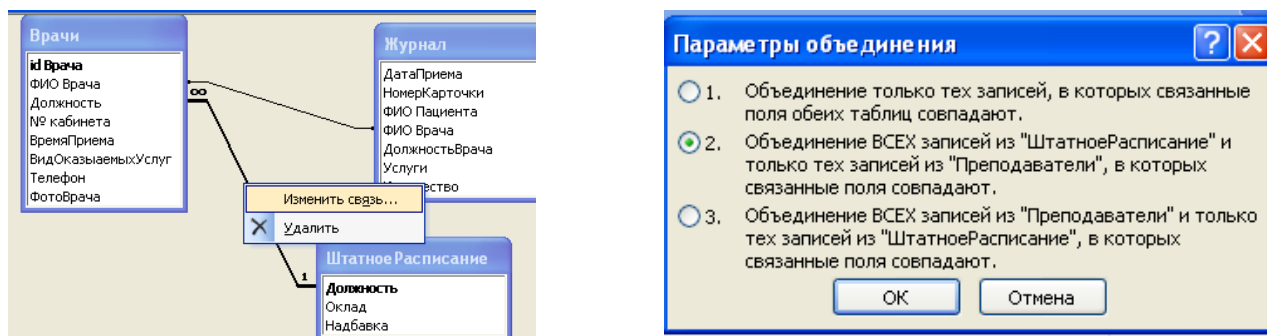 Врачи
id Врача
ФИО Врача
Должность
№ кабинета
ВремяПриема
ВидОказыаемыхУслуг
Телефон
ФотоВрача
∞
Журнал
ДатаПриема
НомерКарточки
ФИО Пациента
ФИО Врача
ДолжностьВрача
Услуги
Изменить связь...
Удалить
1
Штатное Расписание
Должность
Оклад
Надбавка
Параметры объединения
1. Объединение только тех записей, в которых связанные
поля обеих таблиц совпадают.
2. Объединение ВСЕХ записей из "ШтатноеРасписание" и
только тех записей из "Преподаватели", в которых
связанные поля совпадают.
3. Объединение ВСЕХ записей из "Преподаватели" и только
тех записей из "ШтатноеРасписание", в которых
связанные поля совпадают.
ОК
Отмена